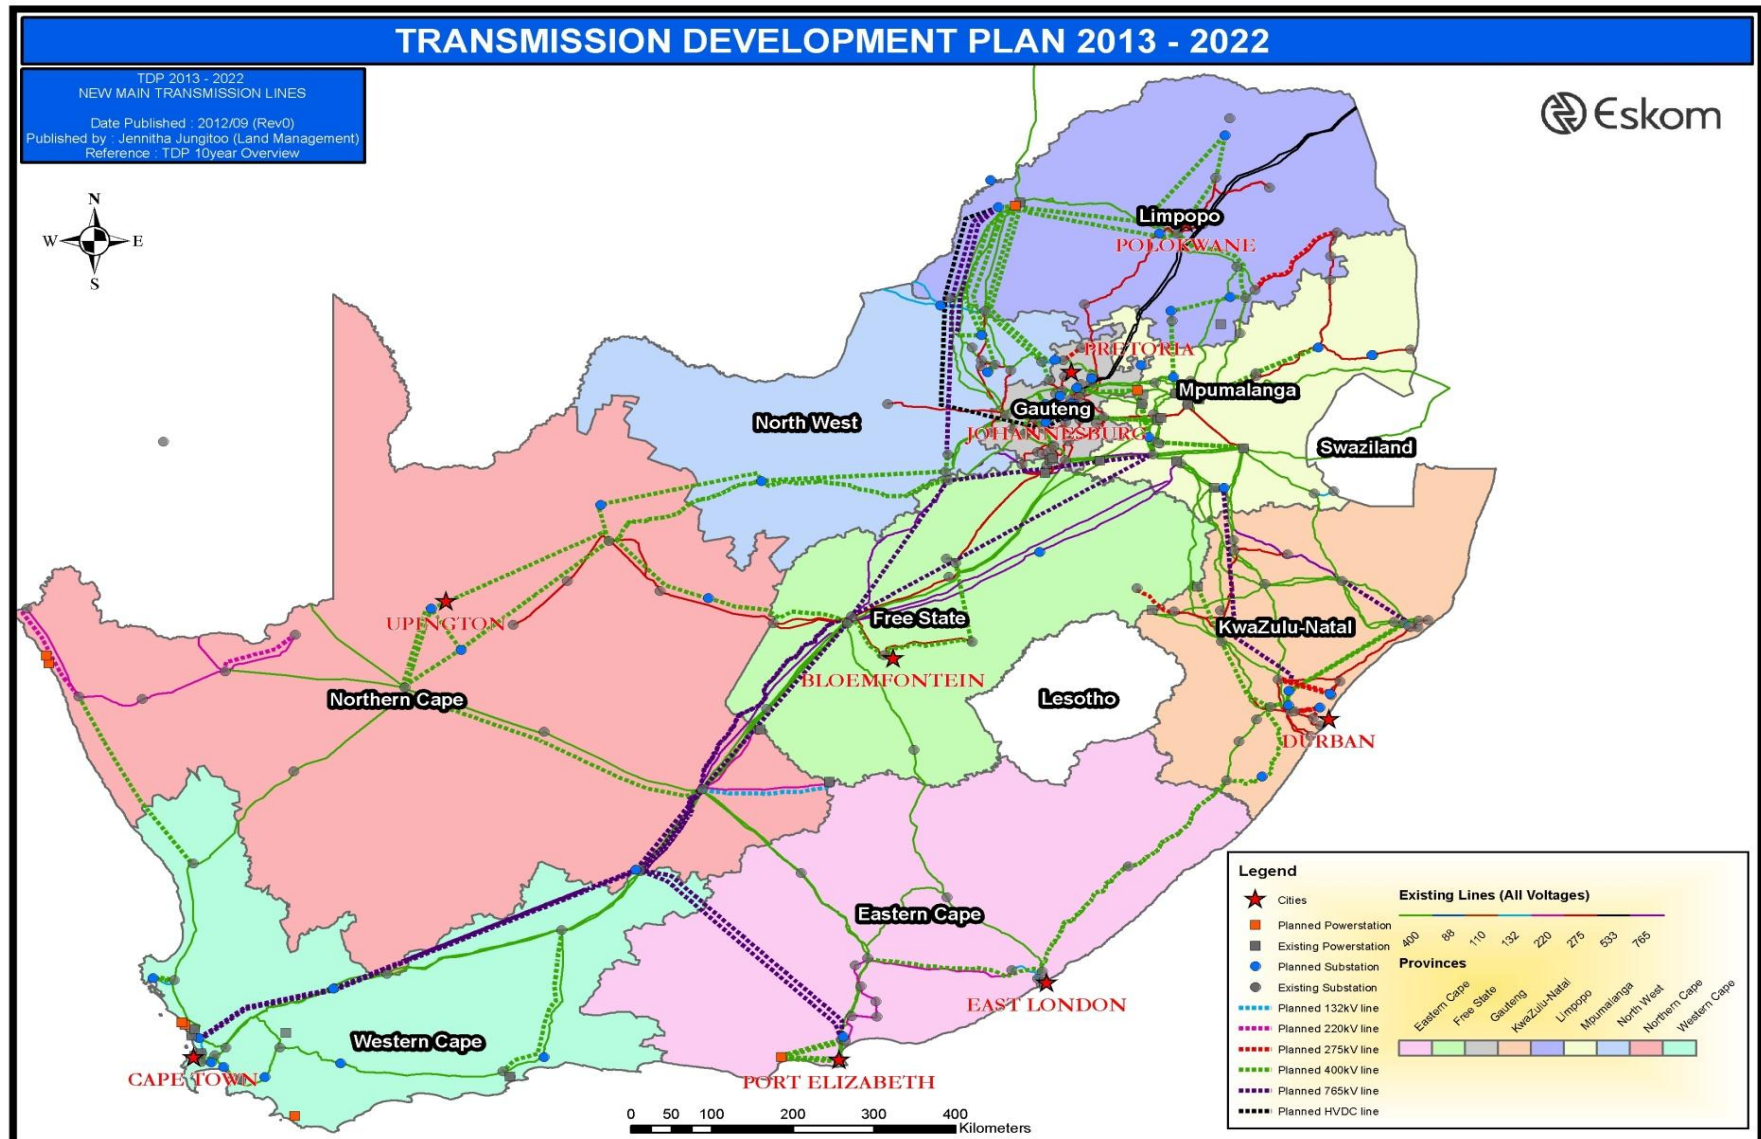 TRANSMISSION DEVELOPMENT PLAN 2013 - 2022
TDP 2013 - 2022
NEW MAIN TRANSMISSION LINES
Date Published : 2012/09 (Rev0)
Published by : Jennitha Jungitoo (Land Management)
Reference : TDP 10year Overview
Eskom
N
W E
S
Limpopo
POLOKWANE
PRETORIA
Mpumalanga
Gauteng
North West
JOHANNESBURG
Swaziland
UPINGTON
Free State
KwaZulu-Natal
BLOEMFONTEIN
Northern Cape
Lesotho
DURBAN
Eastern Cape
EAST LONDON
Western Cape
CAPE TOWN
PORT ELIZABETH
0 50 100 200 300 400
Kilometers
Legend
Cities
Planned Powerstation
Existing Powerstation
Planned Substation
Existing Substation
Planned 132kV line
Planned 220kV line
Planned 275kV line
Planned 400kV line
Planned 765kV line
Planned HVDC line
Existing Lines (All Voltages)
400 88 110 132 220 275 533 765
Provinces
Eastern Cape
Free State
Gauteng
KwaZulu-Natal
Limpopo
Mpumalanga
North West
Northern Cape
Western Cape